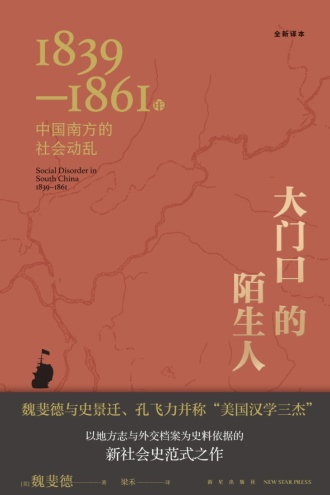 全新译本
1839
—1861年
中国南方的
社会动乱
Social Disorder in
South China
1839–1861
大门口的
陌生人
魏斐德与史景迁、孔飞力并称“美国汉学三杰”
以地方志与外交档案为史料依据的
新社会史范式之作
[美]魏斐德 著 梁禾 译 新星出版社 NEW STAR PRESS